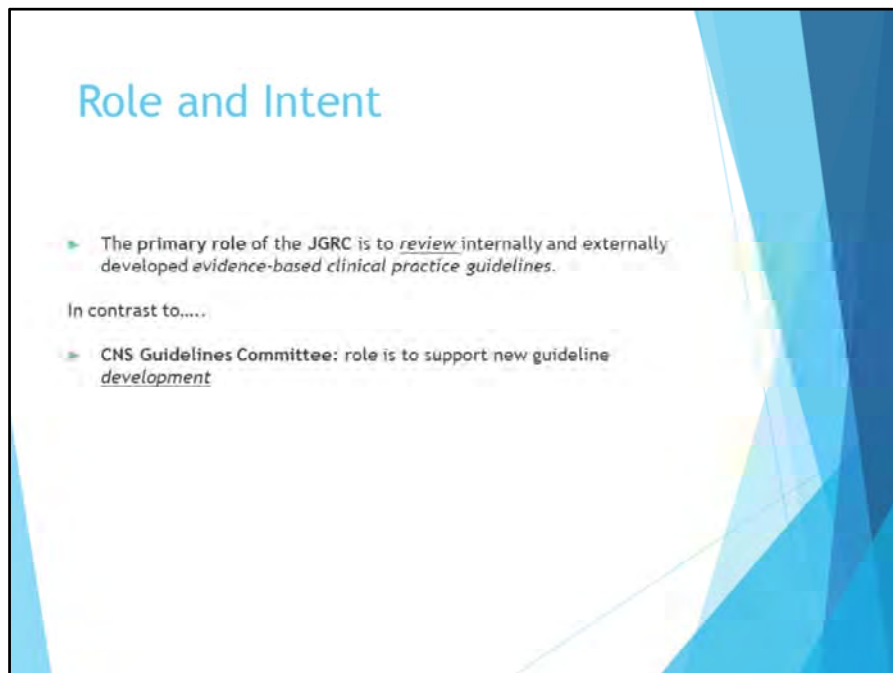 Role and Intent
The primary role of the JGRC is to review internally and externally
developed evidence-based clinical practice guidelines.
In contrast to.....
CNS Guidelines Committee: role is to support new guideline
development